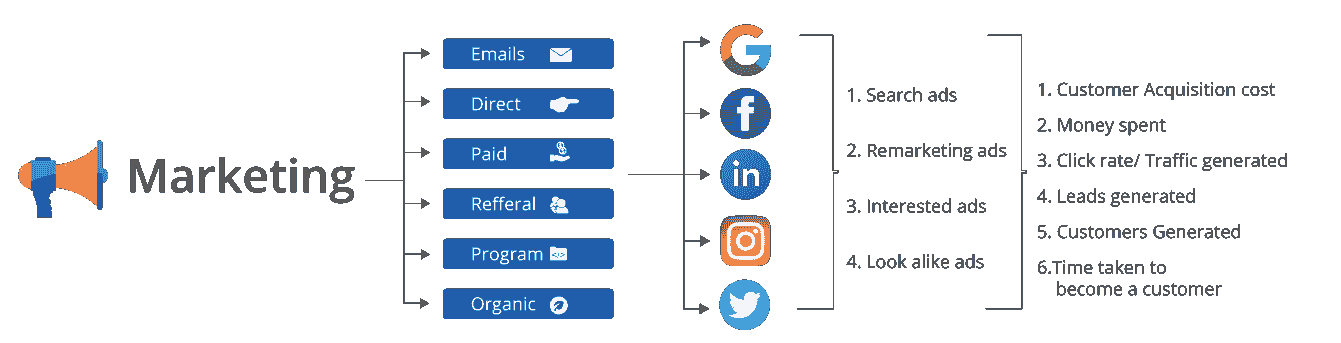 Marketing
Emails
Direct
Paid
Refferal
Program
Organic
G
f
in
1. Search ads
2. Remarketing ads
3. Interested ads
4. Look alike ads
1. Customer Acquisition cost
2. Money spent
3. Click rate/ Traffic generated
4. Leads generated
5. Customers Generated
6.Time taken to
become a customer